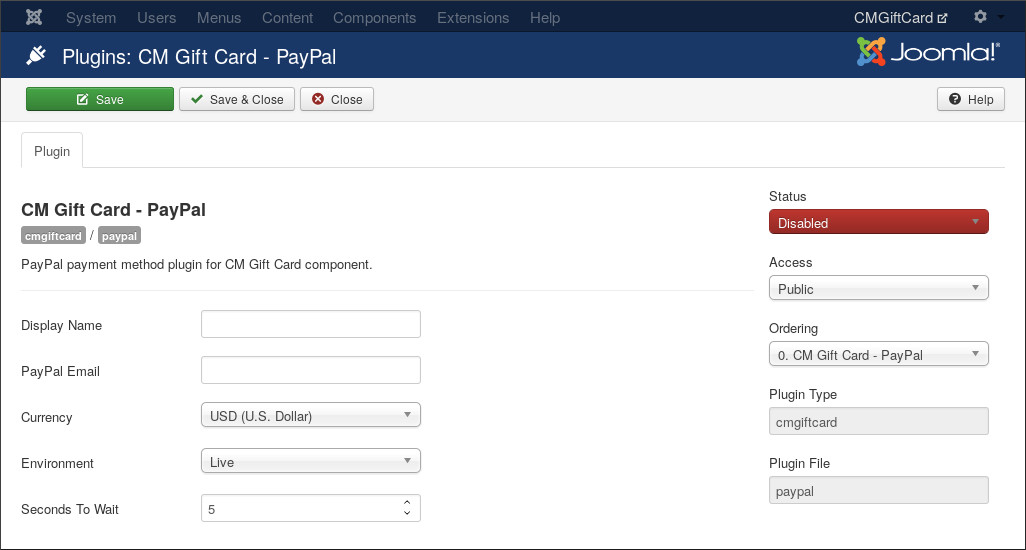 System Users Menus Content Components Extensions Help CMGiftCard
Plugins: CM Gift Card - PayPal Joomla!®
Save Save & Close Close Help
Plugin
CM Gift Card - PayPal
cmgiftcard / paypal
PayPal payment method plugin for CM Gift Card component.
Display Name
PayPal Email
Currency USD (U.S. Dollar)
Environment Live
Seconds To Wait 5
Status
Disabled
Access
Public
Ordering
0. CM Gift Card - PayPal
Plugin Type
cmgiftcard
Plugin File
paypal